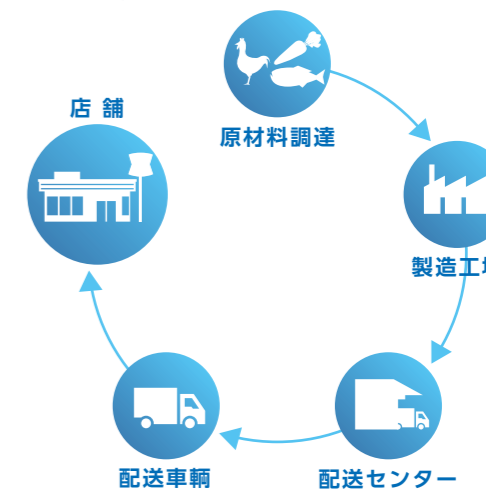 店舗
原材料調達
製造工場
配送車輌
配送センター